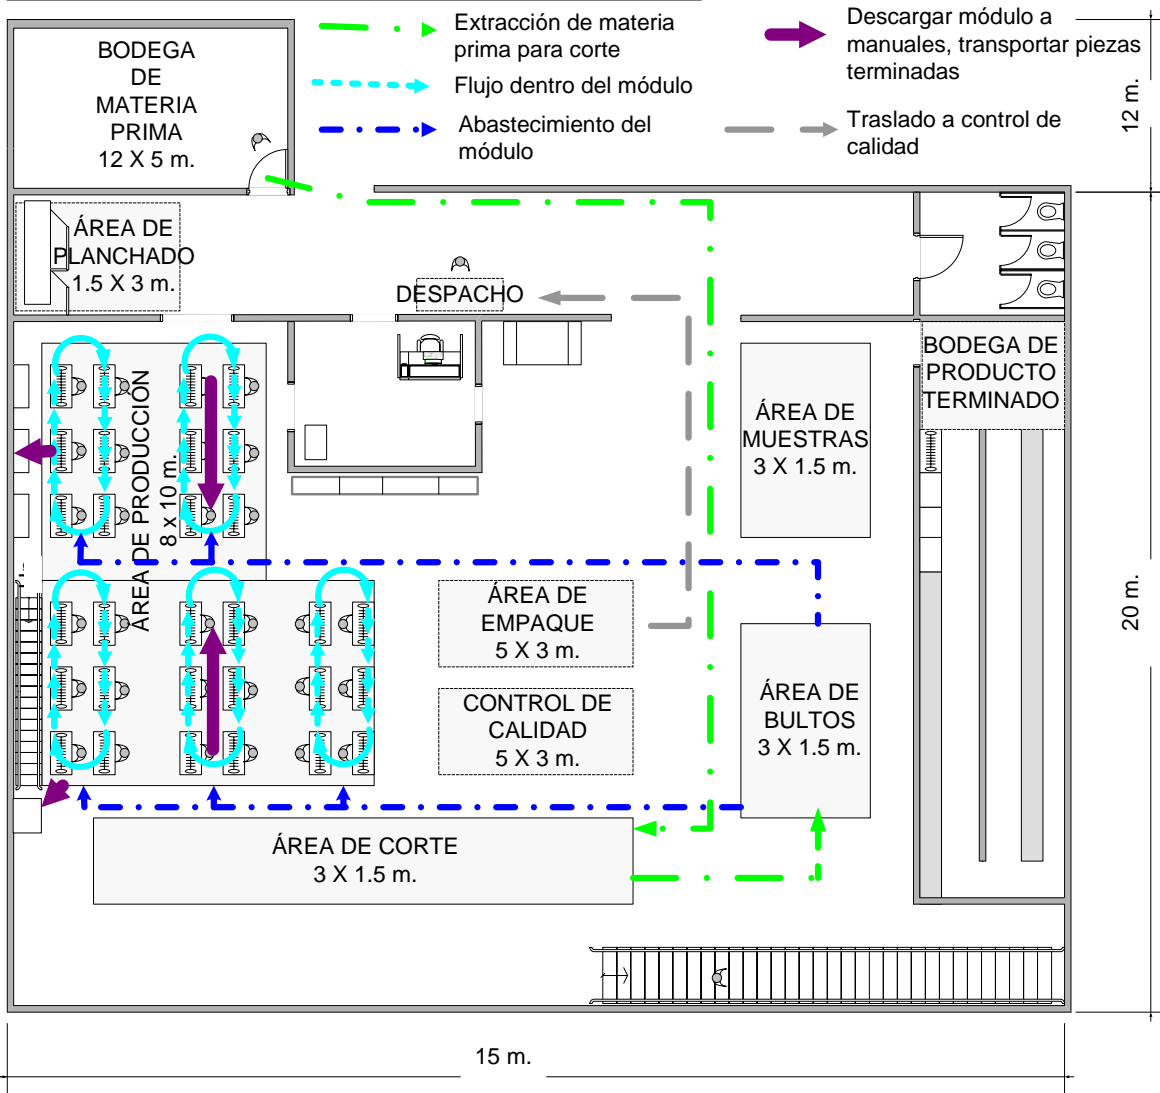 Extracción de materia
prima para corte
Flujo dentro del módulo
Abastecimiento del
módulo
Descargar módulo a
manuales, transportar piezas
terminadas
Traslado a control de
calidad
12 m.
BODEGA
DE
MATERIA
PRIMA
12 X 5 m.
ÁREA DE
PLANCHADO
1.5 X 3 m.
DESPACHO
BODEGA DE
PRODUCTO
TERMINADO
ÁREA DE
MUESTRAS
3 X 1.5 m.
ÁREA DE PRODUCCION
8 x 10 m.
ÁREA DE
EMPAQUE
5 X 3 m.
20 m.
CONTROL DE
CALIDAD
5 X 3 m.
ÁREA DE
BULTOS
3 X 1.5 m.
ÁREA DE CORTE
3 X 1.5 m.
15 m.